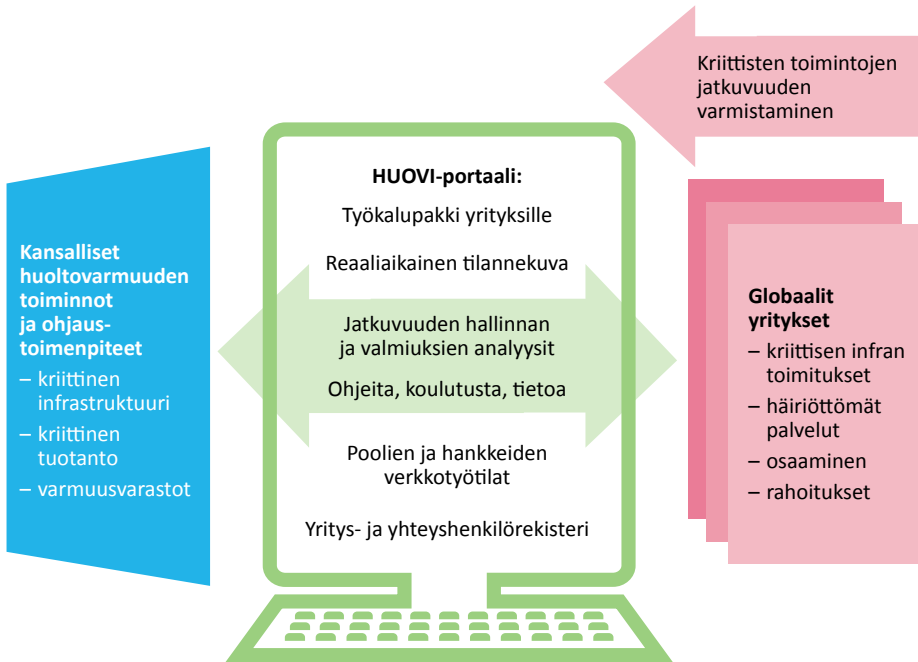 Kriittisten toimintojen
jatkuvuuden
varmistaminen
Kansalliset
huoltovarmuuden
toiminnot
ja ohjaus-
toimenpiteet
– kriittinen
infrastruktuuri
– kriittinen
tuotanto
– varmuusvarastot
HUOVI-portaali:
Työkalupakki yrityksille
Reaaliaikainen tilannekuva
Jatkuvuuden hallinnan
ja valmiuksien analyysit
Ohjeita, koulutusta, tietoa
Poolien ja hankkeiden
verkkotyötilat
Yritys- ja yhteyshenkilörekisteri
Globaalit
yritykset
– kriittisen infran
toimitukset
– häiriöttömät
palvelut
– osaaminen
– rahoitukset